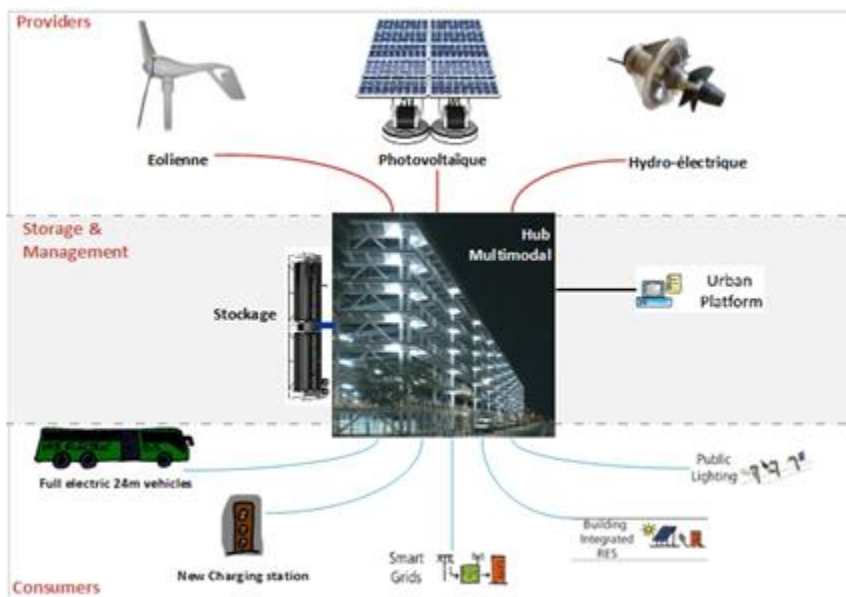 Providers
Eolienne
Photovoltaïque
Hydro-électrique
Storage &
Management
Hub
Multimodal
Stockage
Urban
Platform
Full electric 24m vehicles
New Charging station
Smart
Grids
Building
Integrated
RES
Public
Lighting
Consumers